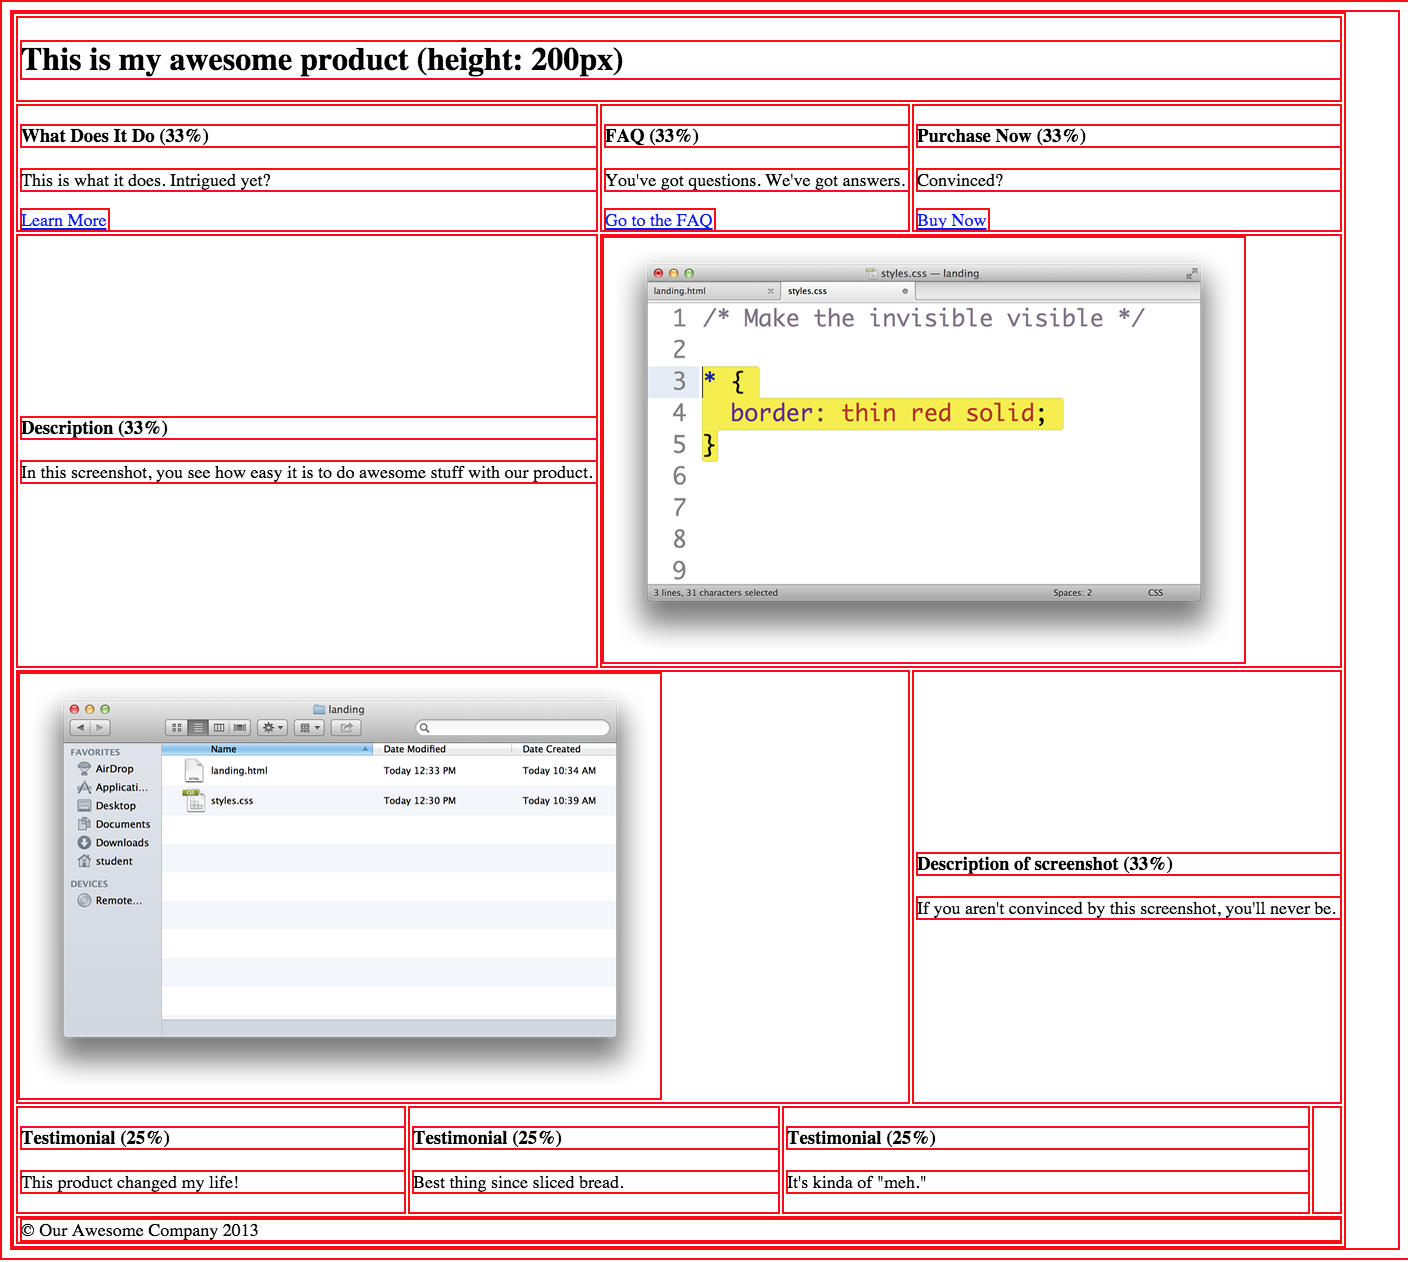 This is my awesome product (height: 200px)
What Does It Do (33%)
This is what it does. Intrigued yet?
Learn More
FAQ (33%)
You've got questions. We've got answers.
Go to the FAQ
Purchase Now (33%)
Convinced?
Buy Now
Description (33%)
In this screenshot, you see how easy it is to do awesome stuff with our product.
styles.css — landing
landing.html
styles.css
1 /* Make the invisible visible */
2
3 * {
4 border: thin red solid;
5 }
6
7
8
9
3 lines, 31 characters selected Spaces: 2 CSS
landing
FAVORITES
AirDrop
Applicati...
Desktop
Documents
Downloads
student
DEVICES
Remote...
Name Date Modified Date Created
landing.html Today 12:33 PM Today 10:34 AM
styles.css Today 12:30 PM Today 10:39 AM
Description of screenshot (33%)
If you aren't convinced by this screenshot, you'll never be.
Testimonial (25%)
This product changed my life!
Testimonial (25%)
Best thing since sliced bread.
Testimonial (25%)
It's kinda of "meh."
© Our Awesome Company 2013